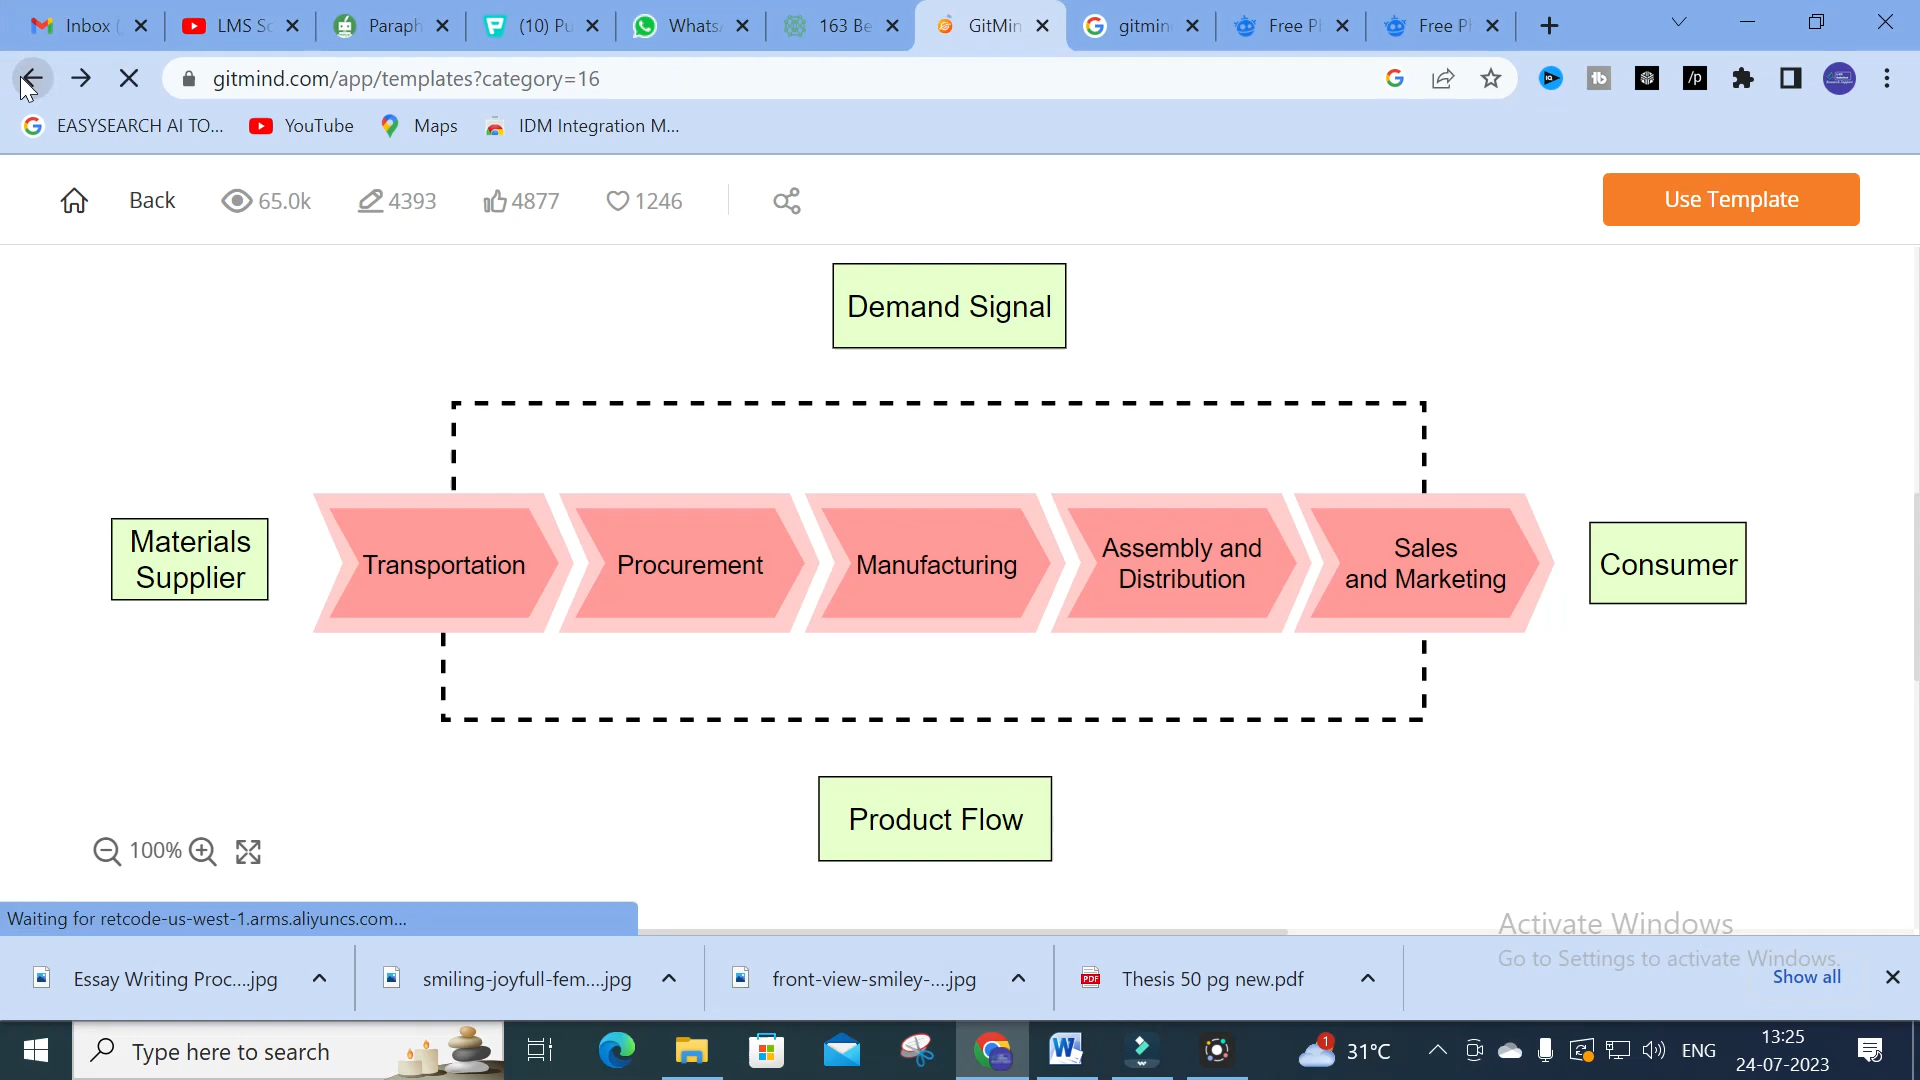 Inbox (
LMS Sc
Paraph
(10) Pu
Whats
163 Be
GitMin
gitmin
Free Pl
Free Pl
gitmind.com/app/templates?category=16
EASYSEARCH AI TO...
YouTube
Maps
IDM Integration M...
Back
65.0k
4393
4877
1246
Use Template
Demand Signal
Materials
Supplier
Transportation
Procurement
Manufacturing
Assembly and
Distribution
Sales
and Marketing
Consumer
Product Flow
100%
Waiting for retcode-us-west-1.arms.aliyuncs.com...
Activate Windows
Go to Settings to activate Windows.
Essay Writing Proc....jpg
smiling-joyfull-fem....jpg
front-view-smiley-....jpg
PDF
Thesis 50 pg new.pdf
Show all
Type here to search
1
31°C
ENG
13:25
24-07-2023